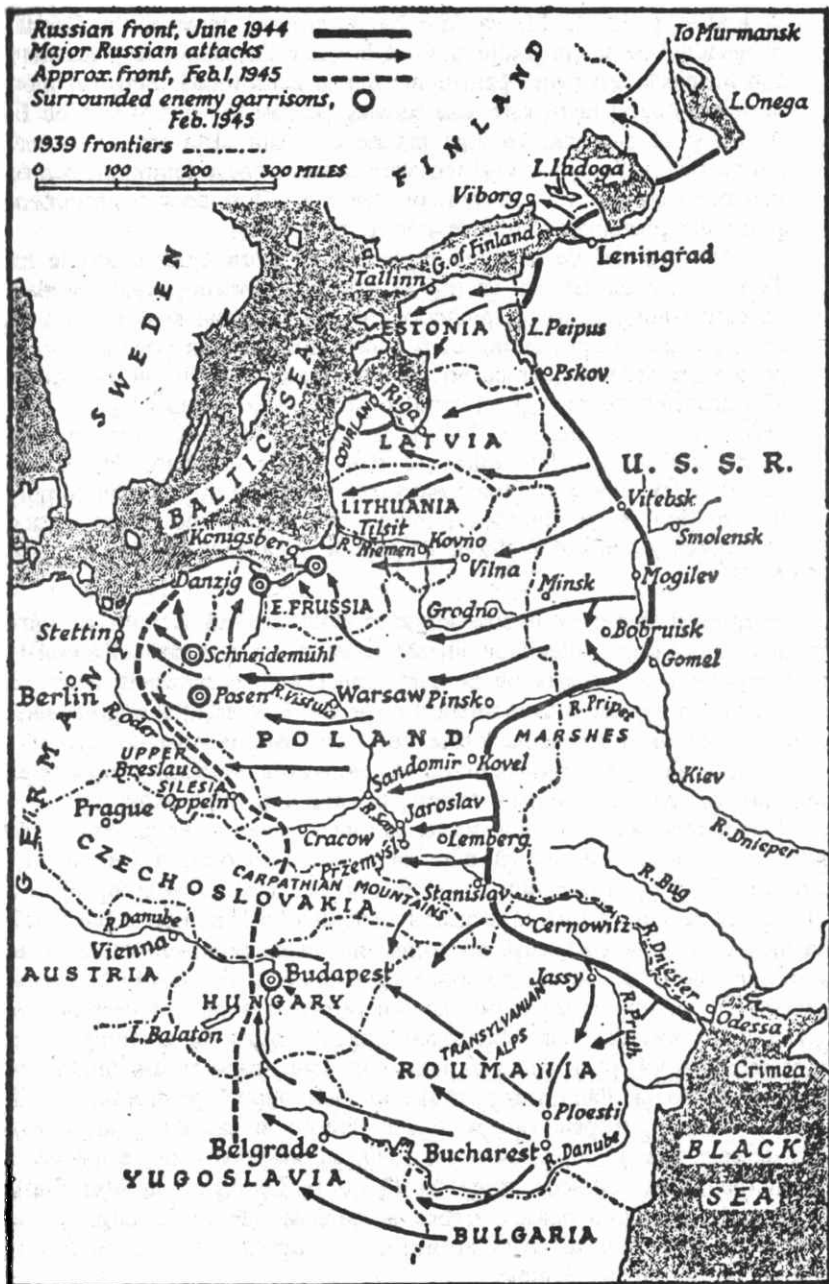 Russian front, June 1944
Major Russian attacks
Approx. front, Feb. 1, 1945
Surrounded enemy garrisons,
Feb. 1945
1939 frontiers
0 100 200 300 MILES
To Murmansk
FINLAND
L. Onega
L. Ladoga
Viborg
G. of Finland
Leningrad
SWEDEN
Tallinn
ESTONIA
L. Peipus
Pskov
BALTIC SEA
Riga
COURLAND
LATVIA
U.S.S.R.
LITHUANIA
Vitebsk
Smolensk
Königsberg
Tilsit
R. Niemen
Kovno
Vilna
Minsk
Mogilev
Danzig
E. PRUSSIA
Grodno
Bobruisk
Stettin
Schneidemühl
Gomel
Berlin
Posen
R. Vistula
Warsaw
Pinsk
R. Pripet
MARSHES
GERMANY
R. Oder
POLAND
UPPER
SILESIA
Breslau
Oppeln
Sandomir
Kovel
Kiev
Prague
R. San
Jaroslav
Cracow
Przemysl
Lemberg
R. Dnieper
CZECHOSLOVAKIA
CARPATHIAN MOUNTAINS
Stanislav
R. Bug
R. Danube
Vienna
Cernowitz
R. Dniester
AUSTRIA
Budapest
Jassy
HUNGARY
R. Pruth
Odessa
L. Balaton
TRANSYLVANIAN
ALPS
ROUMANIA
Crimea
Ploesti
Belgrade
Bucharest
R. Danube
BLACK
SEA
YUGOSLAVIA
BULGARIA